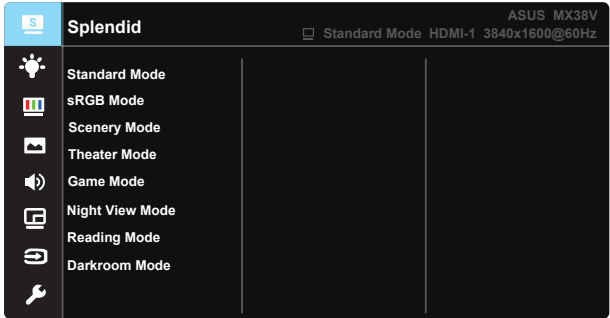 S
Splendid
ASUS MX38V
Standard Mode HDMI-1 3840x1600@60Hz
Standard Mode
sRGB Mode
Scenery Mode
Theater Mode
Game Mode
Night View Mode
Reading Mode
Darkroom Mode